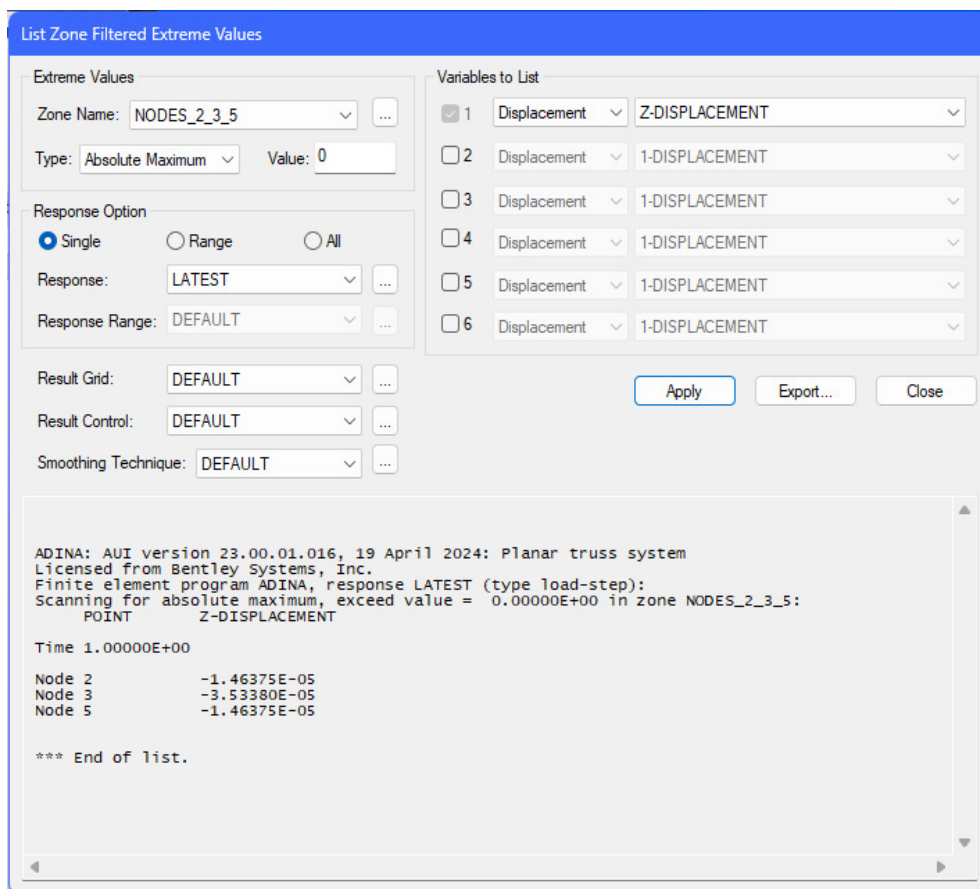 List Zone Filtered Extreme Values
Extreme Values
Zone Name: NODES_2_3_5 ...
Type: Absolute Maximum Value: 0
Response Option
Single Range All
Response: LATEST ...
Response Range: DEFAULT ...
Result Grid: DEFAULT ...
Result Control: DEFAULT ...
Smoothing Technique: DEFAULT ...
Variables to List
1 Displacement Z-DISPLACEMENT
2 Displacement 1-DISPLACEMENT
3 Displacement 1-DISPLACEMENT
4 Displacement 1-DISPLACEMENT
5 Displacement 1-DISPLACEMENT
6 Displacement 1-DISPLACEMENT
Apply Export... Close
ADINA: AUI version 23.00.01.016, 19 April 2024: Planar truss system
Licensed from Bentley Systems, Inc.
Finite element program ADINA, response LATEST (type load-step):
Scanning for absolute maximum, exceed value = 0.00000E+00 in zone NODES_2_3_5:
POINT Z-DISPLACEMENT
Time 1.00000E+00
Node 2 -1.46375E-05
Node 3 -3.53380E-05
Node 5 -1.46375E-05
*** End of list.